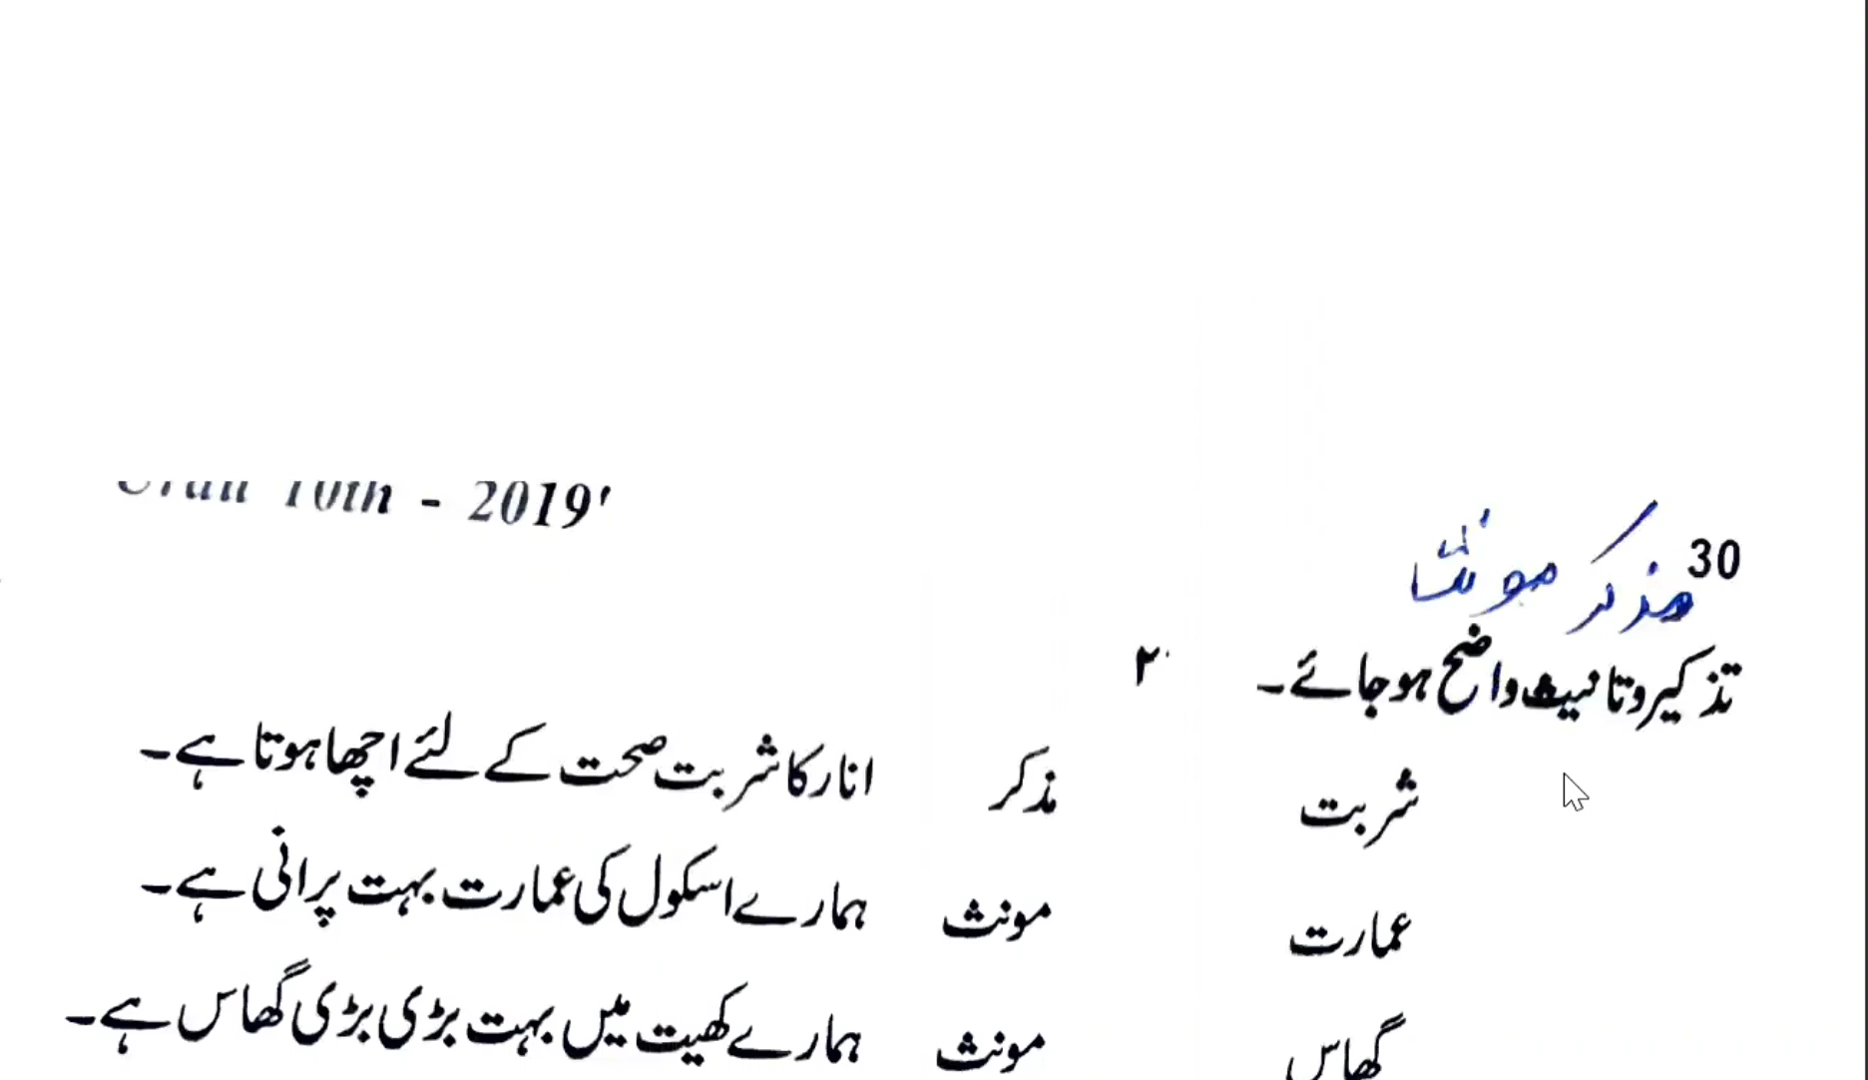 10th - 2019'
30
مذکر مونث
تذکیر و تانیث واضح ہو جائے۔ ۲
شربت مذکر انار کا شربت صحت کے لئے اچھا ہوتا ہے۔
عمارت مونث ہمارے اسکول کی عمارت بہت پرانی ہے۔
گھاس مونث ہمارے کھیت میں بہت بڑی بڑی گھاس ہے۔